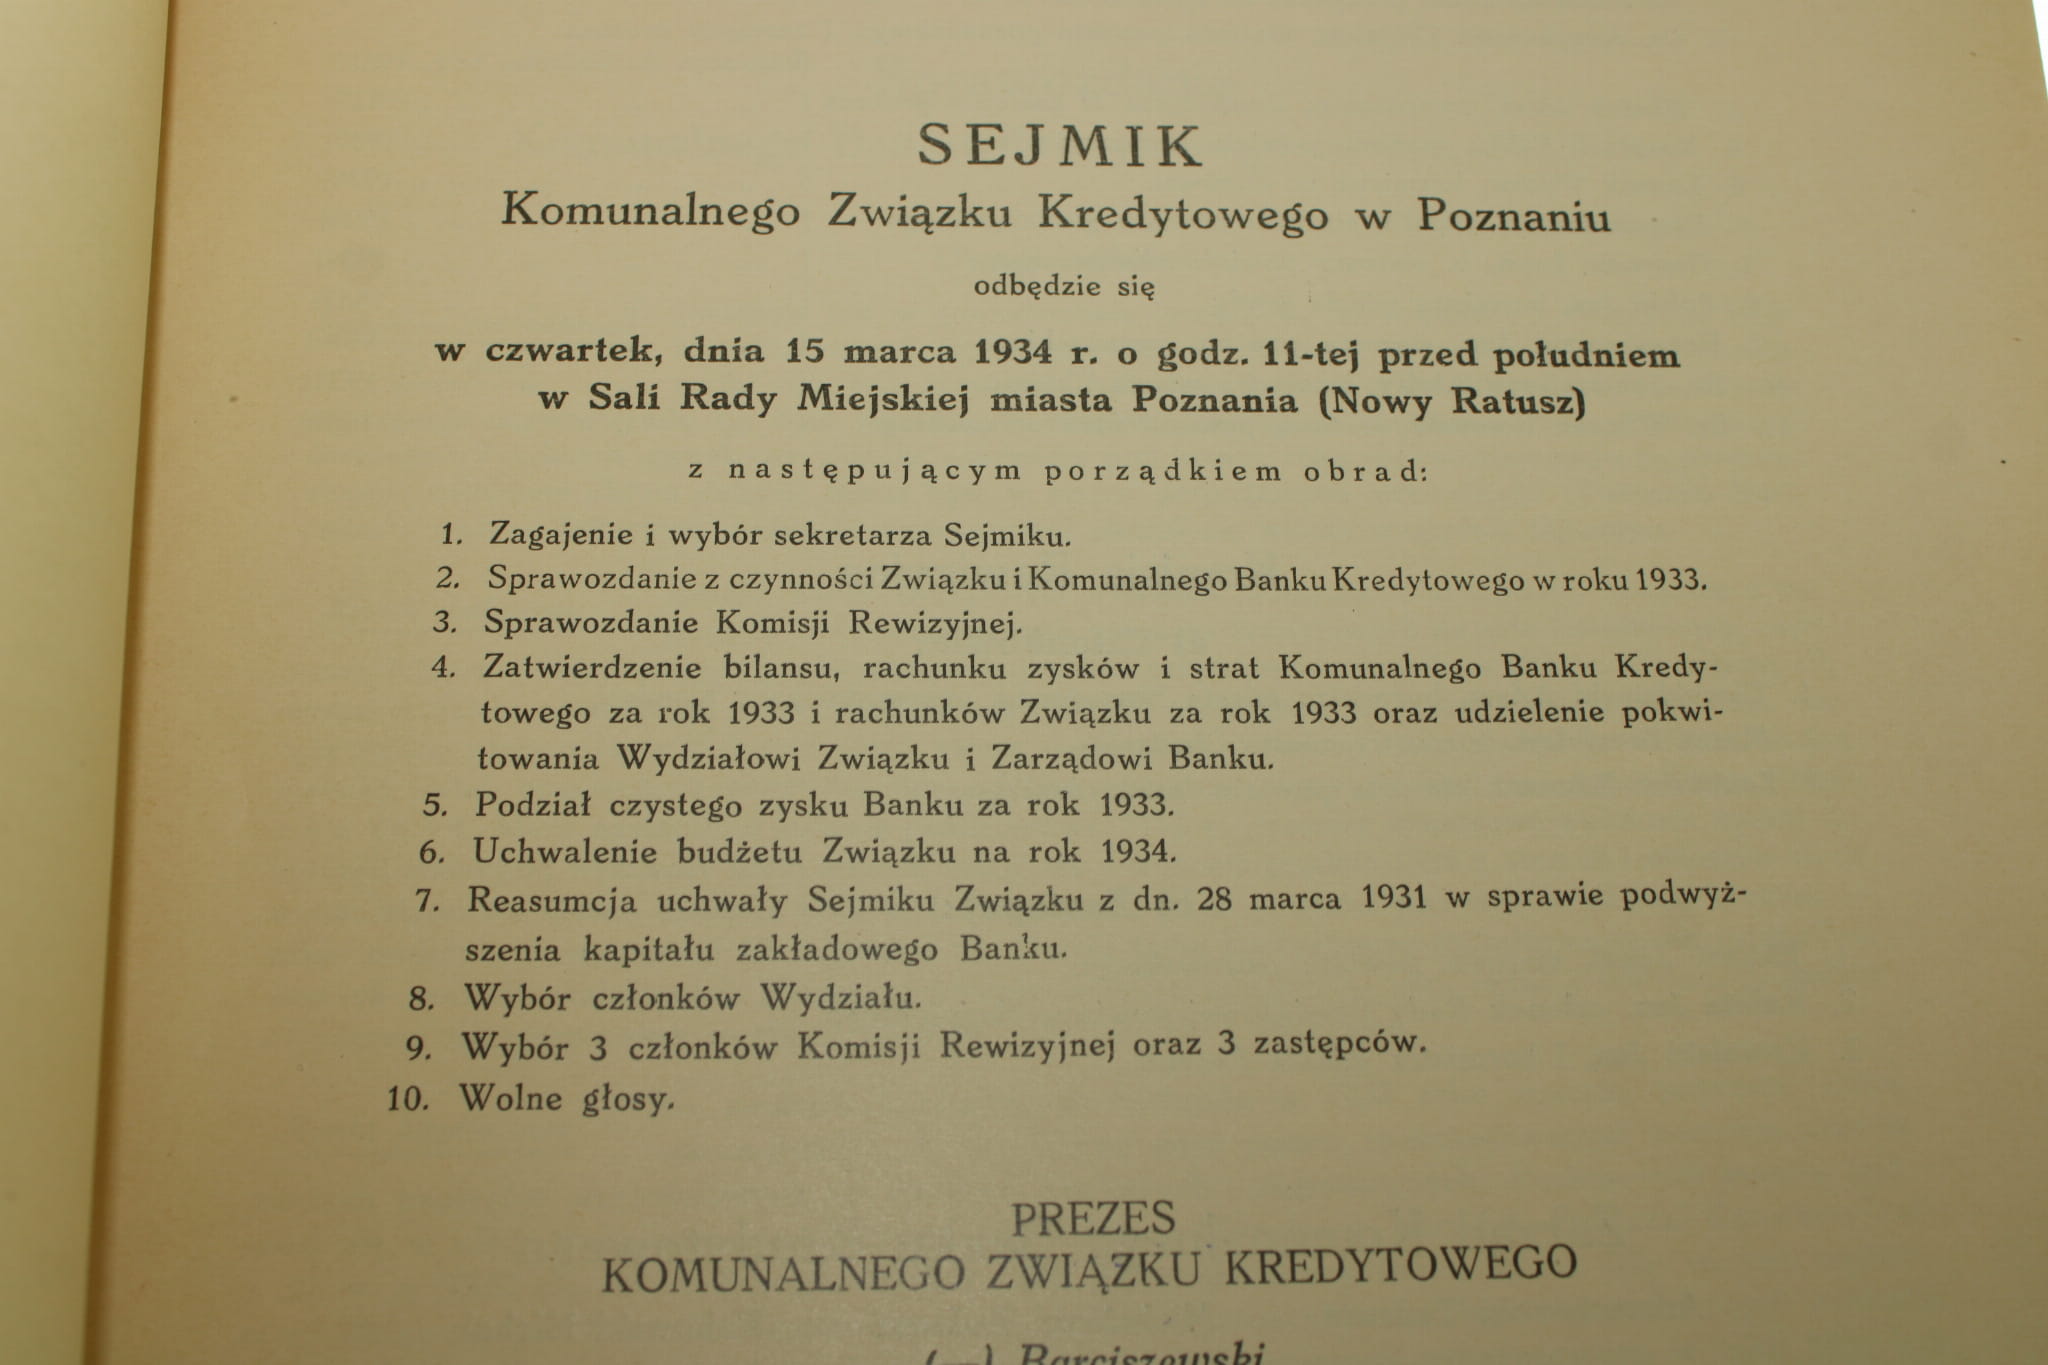 SEJMIK
Komunalnego Związku Kredytowego w Poznaniu
odbędzie się
w czwartek, dnia 15 marca 1934 r. o godz. 11-tej przed południem
w Sali Rady Miejskiej miasta Poznania (Nowy Ratusz)
z następującym porządkiem obrad:
1. Zagajenie i wybór sekretarza Sejmiku.
2. Sprawozdanie z czynności Związku i Komunalnego Banku Kredytowego w roku 1933.
3. Sprawozdanie Komisji Rewizyjnej.
4. Zatwierdzenie bilansu, rachunku zysków i strat Komunalnego Banku Kredy-
towego za rok 1933 i rachunków Związku za rok 1933 oraz udzielenie pokwi-
towania Wydziałowi Związku i Zarządowi Banku.
5. Podział czystego zysku Banku za rok 1933.
6. Uchwalenie budżetu Związku na rok 1934.
7. Reasumcja uchwały Sejmiku Związku z dn. 28 marca 1931 w sprawie podwyż-
szenia kapitału zakładowego Banku.
8. Wybór członków Wydziału.
9. Wybór 3 członków Komisji Rewizyjnej oraz 3 zastępców.
10. Wolne głosy.
PREZES
KOMUNALNEGO ZWIĄZKU KREDYTOWEGO
(—) Barciszewski